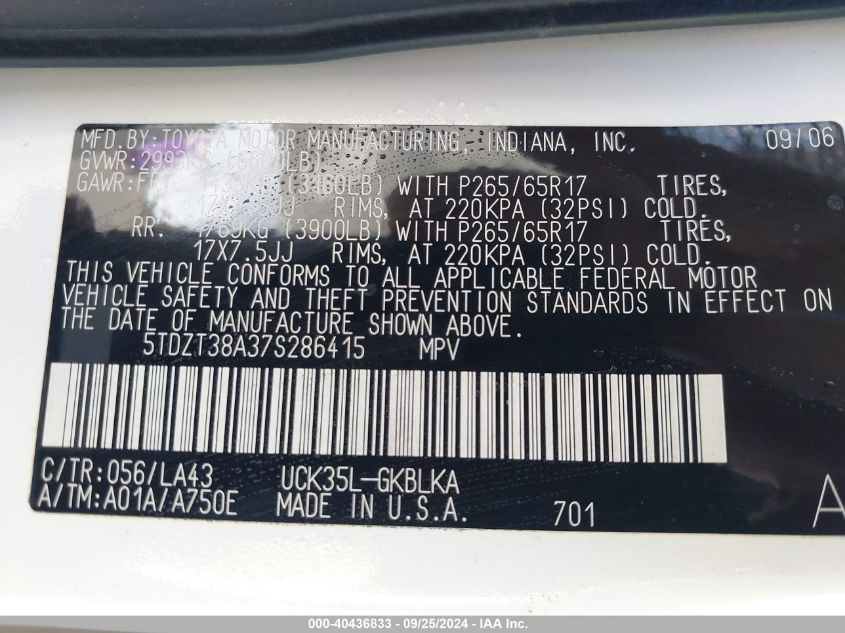 MFD. BY: TOYOTA MOTOR MANUFACTURING, INDIANA, INC. 09/06
GVWR: LB)
GAWR: FR (3160LB) WITH P265/65R17 TIRES,
RIMS, AT 220KPA (32PSI) COLD.
RR. 1769KG (3900LB) WITH P265/65R17 TIRES,
17X7.5JJ RIMS, AT 220KPA (32PSI) COLD.
THIS VEHICLE CONFORMS TO ALL APPLICABLE FEDERAL MOTOR
VEHICLE SAFETY AND THEFT PREVENTION STANDARDS IN EFFECT ON
THE DATE OF MANUFACTURE SHOWN ABOVE.
5TDZT38A37S286415 MPV
C/TR: 056/LA43 UCK35L-GKBLKA
A/TM: A01A/A750E MADE IN U.S.A. 701 A
000-40436833 - 09/25/2024 - IAA Inc.